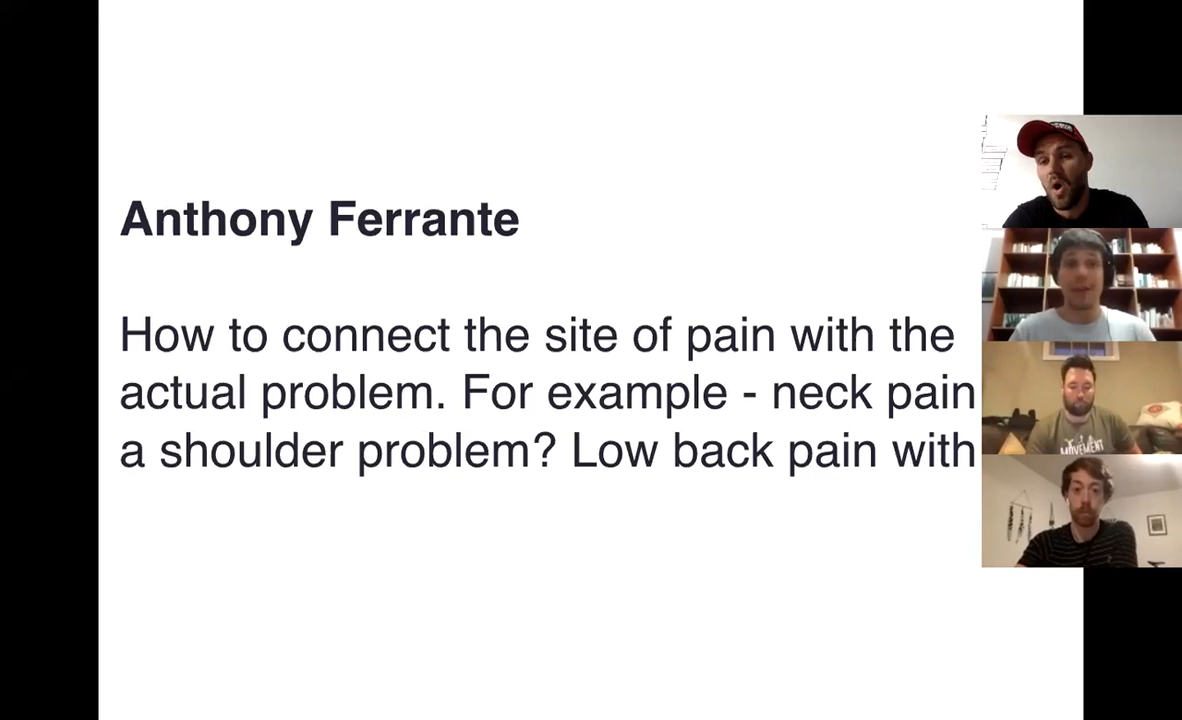 Anthony Ferrante
How to connect the site of pain with the
actual problem. For example - neck pain
a shoulder problem? Low back pain with
MOVEMENT